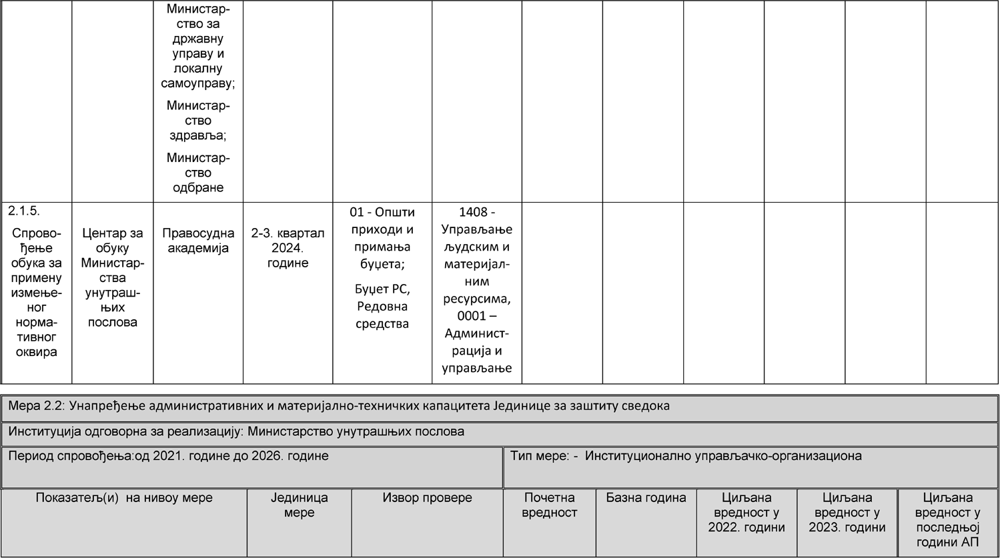 Министар-
ство за
државну
управу и
локалну
самоуправу;
Министар-
ство
здравља;
Министар-
ство
одбране
2.1.5.
Спрово-
ђење
обука за
примену
измење-
ног
норма-
тивног
оквира
Центар за
обуку
Министар-
ства
унутраш-
њих
послова
Правосудна
академија
2-3. квартал
2024.
године
01 - Општи
приходи и
примања
буџета;
Буџет РС,
Редовна
средства
1408 -
Управљање
људским и
материјал-
ним
ресурсима,
0001 –
Админист-
рација и
управљање
Мера 2.2: Унапређење административних и материјално-техничких капацитета Јединице за заштиту сведока
Институција одговорна за реализацију: Министарство унутрашњих послова
Период спровођења:од 2021. године до 2026. године
Тип мере: - Институционално управљачко-организациона
Показатељ(и) на нивоу мере
Јединица
мере
Извор провере
Почетна
вредност
Базна година
Циљана
вредност у
2022. години
Циљана
вредност у
2023. години
Циљана
вредност у
последњој
години АП